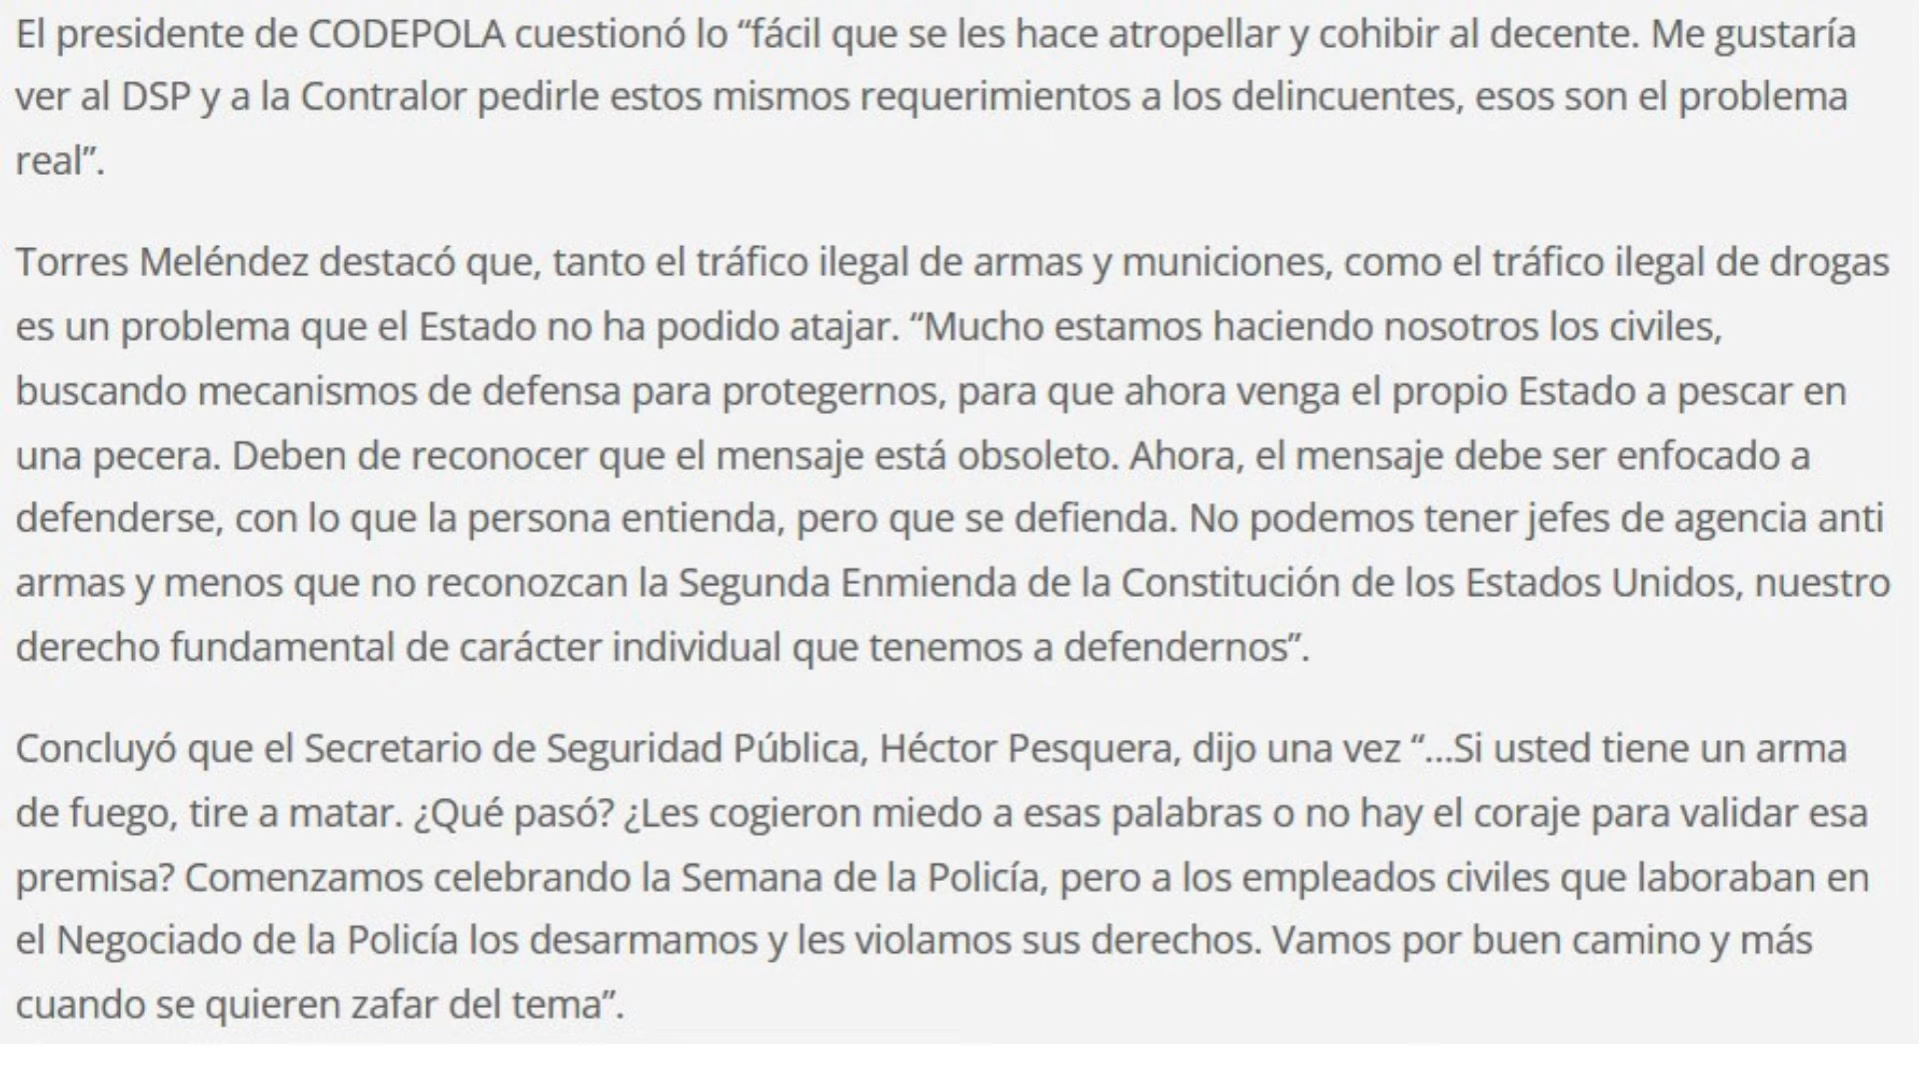 El presidente de CODEPOLA cuestionó lo “fácil que se les hace atropellar y cohibir al decente. Me gustaría
ver al DSP y a la Contralor pedirle estos mismos requerimientos a los delincuentes, esos son el problema
real”.
Torres Meléndez destacó que, tanto el tráfico ilegal de armas y municiones, como el tráfico ilegal de drogas
es un problema que el Estado no ha podido atajar. “Mucho estamos haciendo nosotros los civiles,
buscando mecanismos de defensa para protegernos, para que ahora venga el propio Estado a pescar en
una pecera. Deben de reconocer que el mensaje está obsoleto. Ahora, el mensaje debe ser enfocado a
defenderse, con lo que la persona entienda, pero que se defienda. No podemos tener jefes de agencia anti
armas y menos que no reconozcan la Segunda Enmienda de la Constitución de los Estados Unidos, nuestro
derecho fundamental de carácter individual que tenemos a defendernos”.
Concluyó que el Secretario de Seguridad Pública, Héctor Pesquera, dijo una vez “...Si usted tiene un arma
de fuego, tire a matar. ¿Qué pasó? ¿Les cogieron miedo a esas palabras o no hay el coraje para validar esa
premisa? Comenzamos celebrando la Semana de la Policía, pero a los empleados civiles que laboraban en
el Negociado de la Policía los desarmamos y les violamos sus derechos. Vamos por buen camino y más
cuando se quieren zafar del tema”.